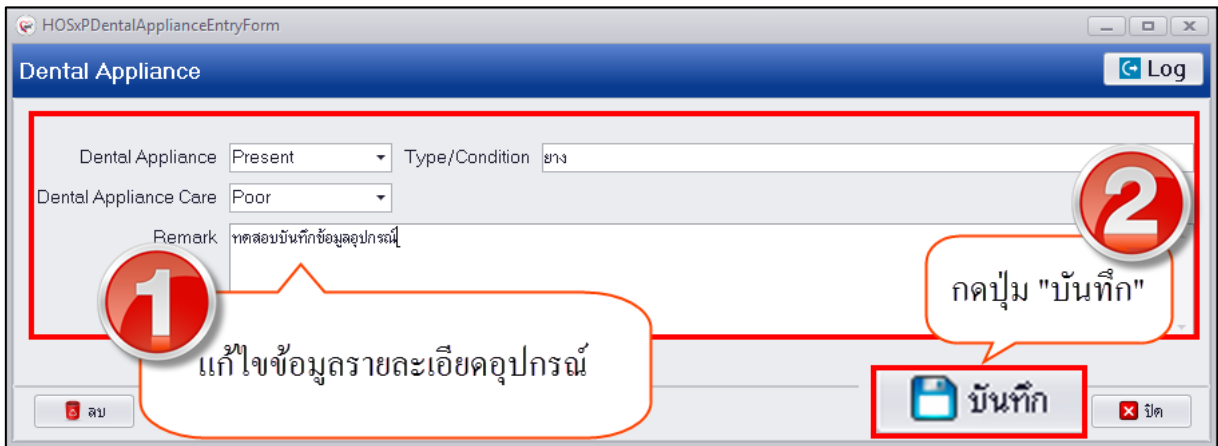 HOSxPDentalApplianceEntryForm
Dental Appliance
Log
Dental Appliance Present Type/Condition ยาง
Dental Appliance Care Poor
Remark ทดสอบบันทึกข้อมูลอุปกรณ์
1
แก้ไขข้อมูลรายละเอียดอุปกรณ์
2
กดปุ่ม "บันทึก"
ลบ
บันทึก
ปิด